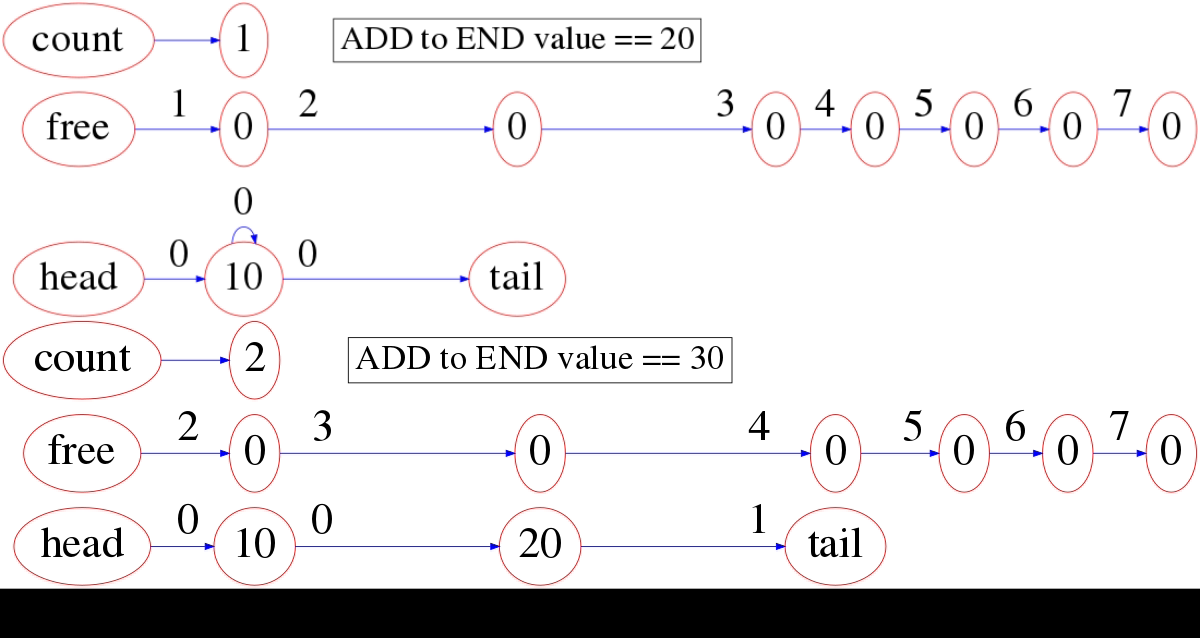 count 1 ADD to END value == 20
free 1 0 2 0 3 0 4 0 5 0 6 0 7 0
0
head 0 10 0 tail
count 2 ADD to END value == 30
free 2 0 3 0 4 0 5 0 6 0 7 0
head 0 10 0 20 1 tail